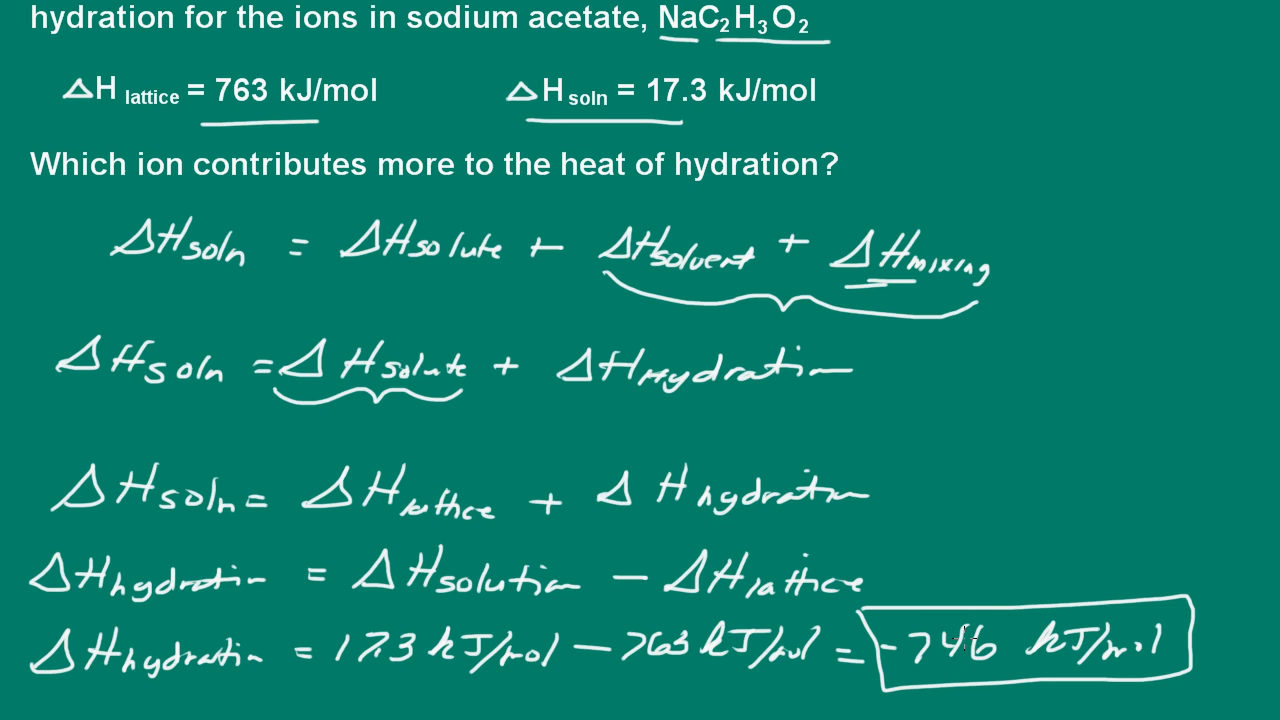 hydration for the ions in sodium acetate, NaC₂H₃O₂
ΔH lattice = 763 kJ/mol ΔH soln = 17.3 kJ/mol
Which ion contributes more to the heat of hydration?
ΔHsoln = ΔHsolute + ΔHsolvent + ΔHmixing
ΔHsoln = ΔHsolute + ΔHHydration
ΔHsoln = ΔHlattice + ΔHhydration
ΔHhydration = ΔHsolution − ΔHlattice
ΔHhydration = 17.3 kJ/mol − 763 kJ/mol = -746 kJ/mol